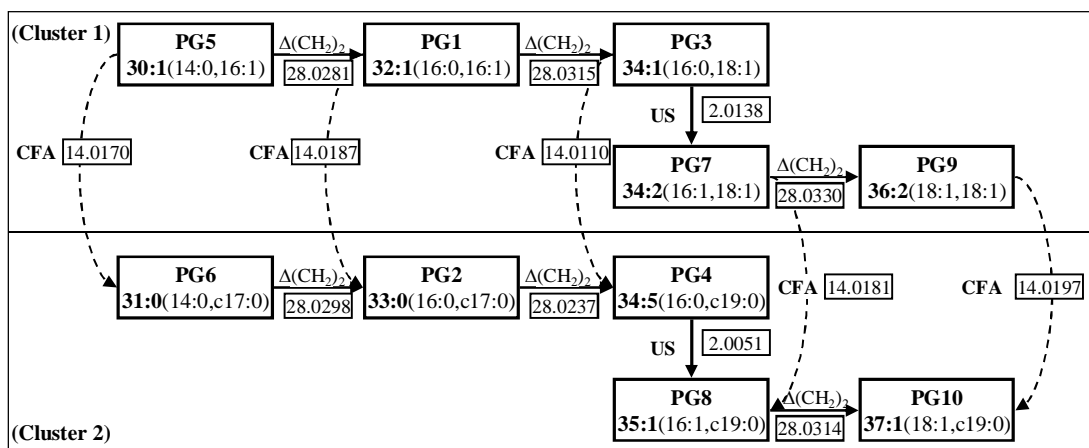 (Cluster 1)
PG5
30:1(14:0,16:1)
Δ(CH2)2
28.0281
PG1
32:1(16:0,16:1)
Δ(CH2)2
28.0315
PG3
34:1(16:0,18:1)
US
2.0138
CFA 14.0170
CFA 14.0187
CFA 14.0110
PG7
34:2(16:1,18:1)
Δ(CH2)2
28.0330
PG9
36:2(18:1,18:1)
PG6
31:0(14:0,c17:0)
Δ(CH2)2
28.0298
PG2
33:0(16:0,c17:0)
Δ(CH2)2
28.0237
PG4
34:5(16:0,c19:0)
CFA 14.0181
CFA 14.0197
US
2.0051
PG8
35:1(16:1,c19:0)
Δ(CH2)2
28.0314
PG10
37:1(18:1,c19:0)
(Cluster 2)